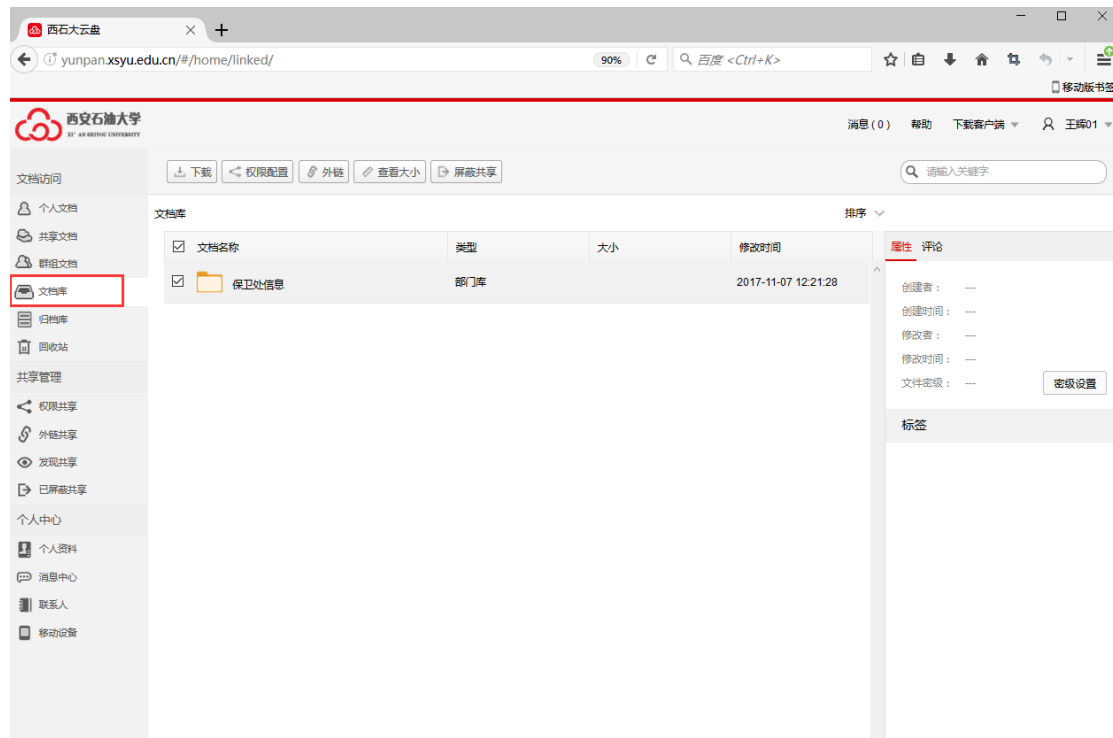 西石大云盘
yunpan.xsyu.edu.cn/#/home/linked/
90%
百度 <Ctrl+K>
移动版书签
西安石油大学
XI' AN SHIYOU UNIVERSITY
消息(0) 帮助 下载客户端 王辉01
文档访问
下载 权限配置 外链 查看大小 屏蔽共享
请输入关键字
个人文档
共享文档
群组文档
文档库
归档库
回收站
共享管理
权限共享
外链共享
发现共享
已屏蔽共享
个人中心
个人资料
消息中心
联系人
移动设备
文档库 排序
文档名称 类型 大小 修改时间
保卫处信息 部门库 2017-11-07 12:21:28
属性 评论
创建者： ---
创建时间： ---
修改者： ---
修改时间： ---
文件密级： --- 密级设置
标签